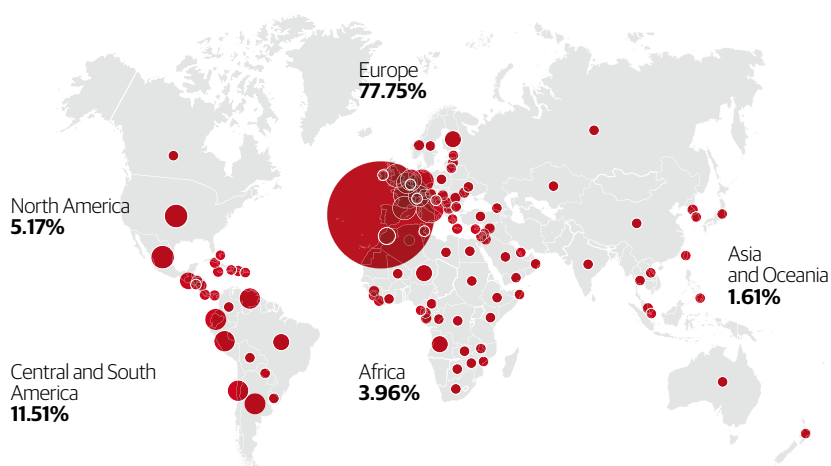 Europe
77.75%
North America
5.17%
Asia
and Oceania
1.61%
Central and South
America
11.51%
Africa
3.96%